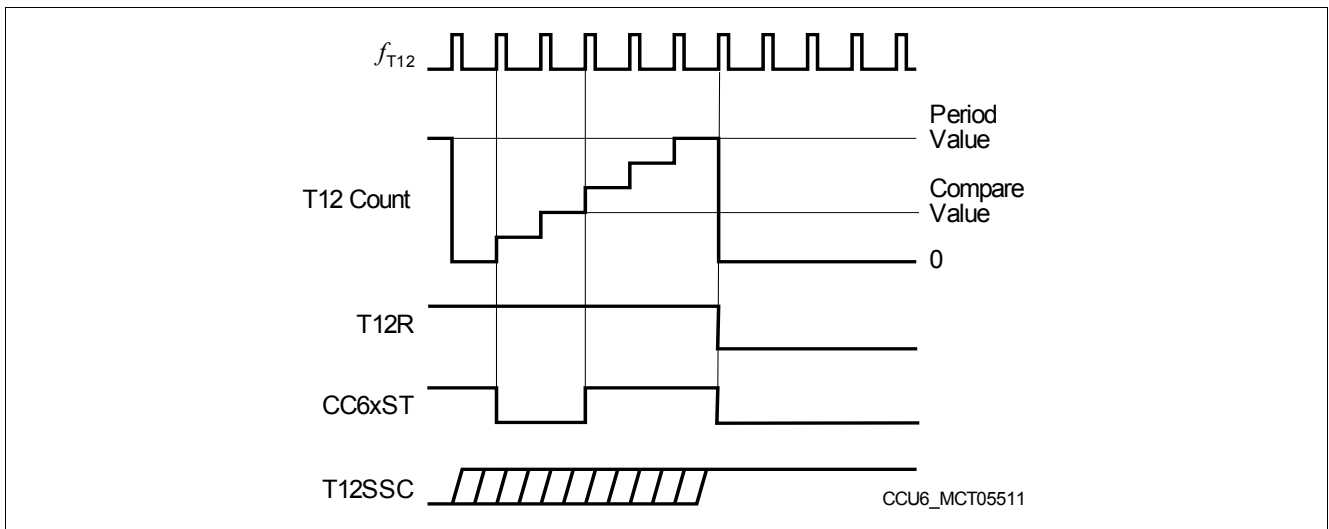 fT12
Period
Value
T12 Count
Compare
Value
0
T12R
CC6xST
T12SSC
CCU6_MCT05511